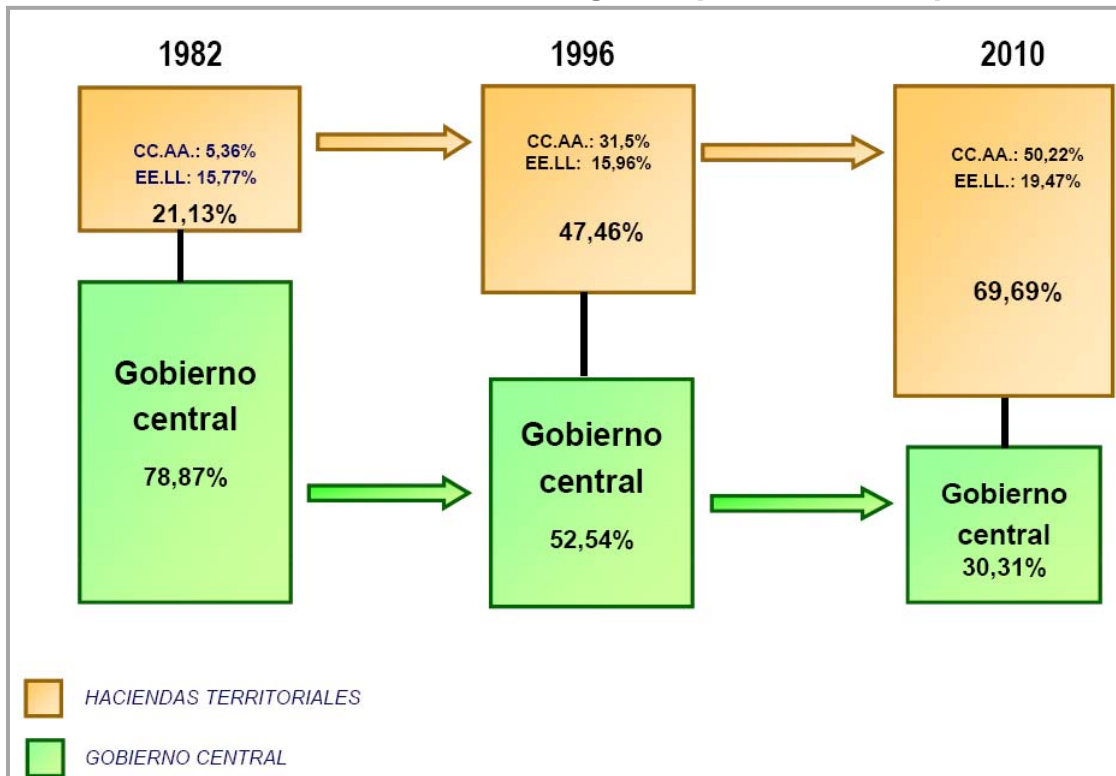 1982
1996
2010
CC.AA.: 5,36%
EE.LL: 15,77%
21,13%
CC.AA.: 31,5%
EE.LL: 15,96%
47,46%
CC.AA.: 50,22%
EE.LL.: 19,47%
69,69%
Gobierno
central
78,87%
Gobierno
central
52,54%
Gobierno
central
30,31%
HACIENDAS TERRITORIALES
GOBIERNO CENTRAL